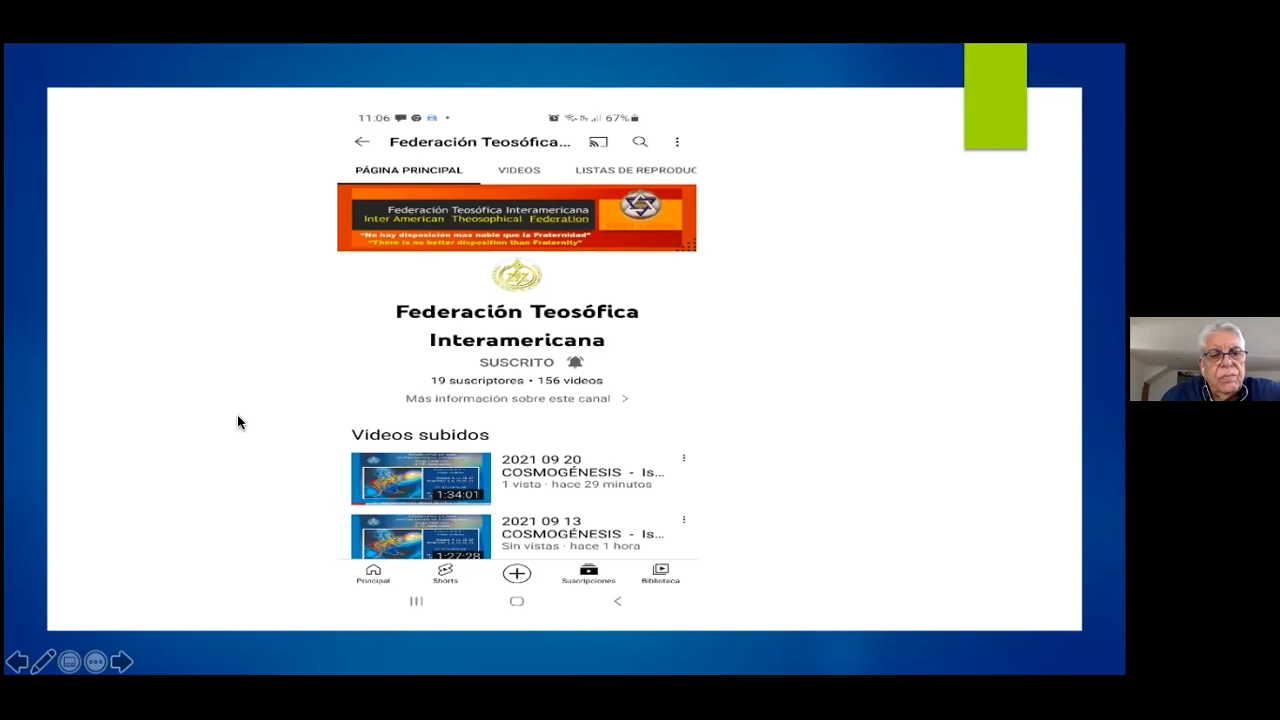 11:06
67%
Federación Teosófica...
PÁGINA PRINCIPAL VIDEOS LISTAS DE REPRODUC
Federación Teosófica Interamericana
Inter American Theosophical Federation
"No hay disposición mas noble que la Fraternidad"
"There is no better disposition than Fraternity"
Federación Teosófica
Interamericana
SUSCRITO
19 suscriptores • 156 videos
Más información sobre este canal
Videos subidos
2021 09 20
COSMOGÉNESIS - Is...
1 vista · hace 29 minutos
1:34:01
2021 09 13
COSMOGÉNESIS - Is...
Sin vistas · hace 1 hora
1:27:28
Principal Shorts Suscripciones Biblioteca